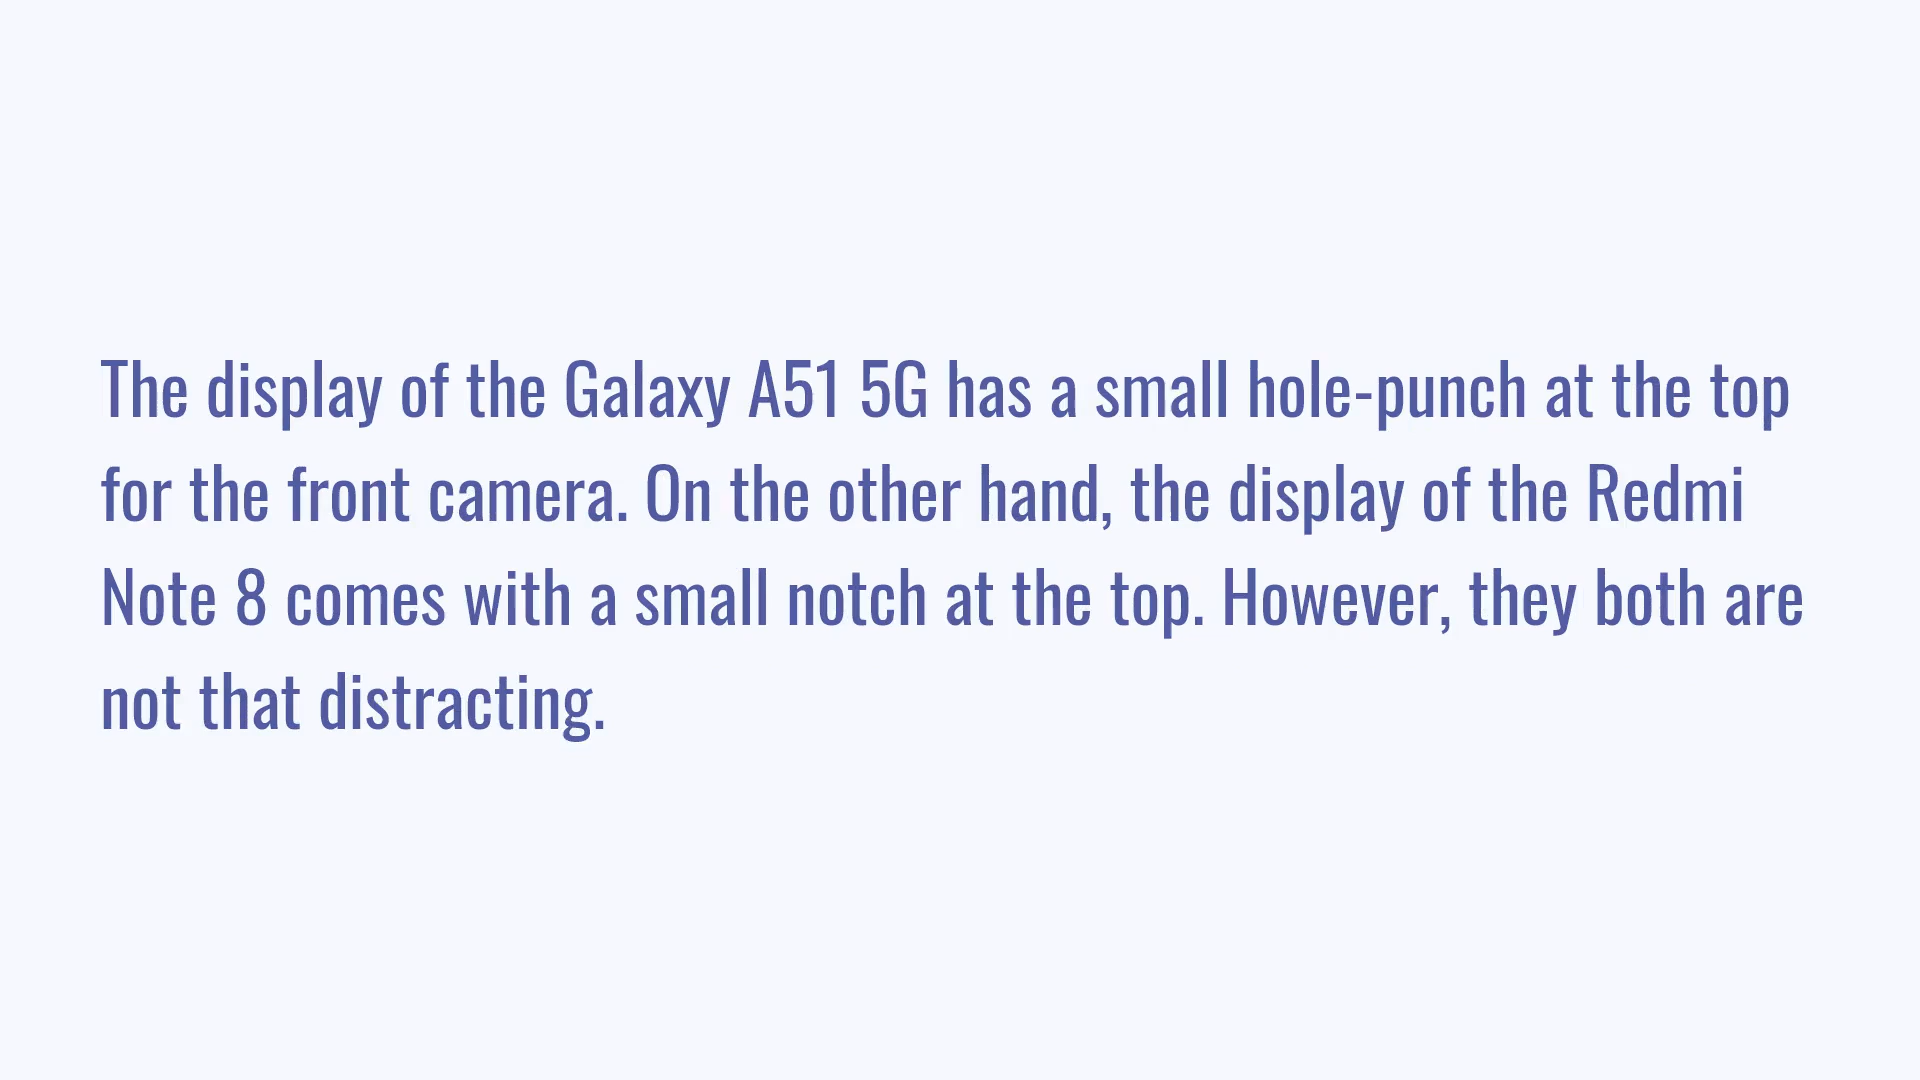 The display of the Galaxy A51 5G has a small hole-punch at the top
for the front camera. On the other hand, the display of the Redmi
Note 8 comes with a small notch at the top. However, they both are
not that distracting.